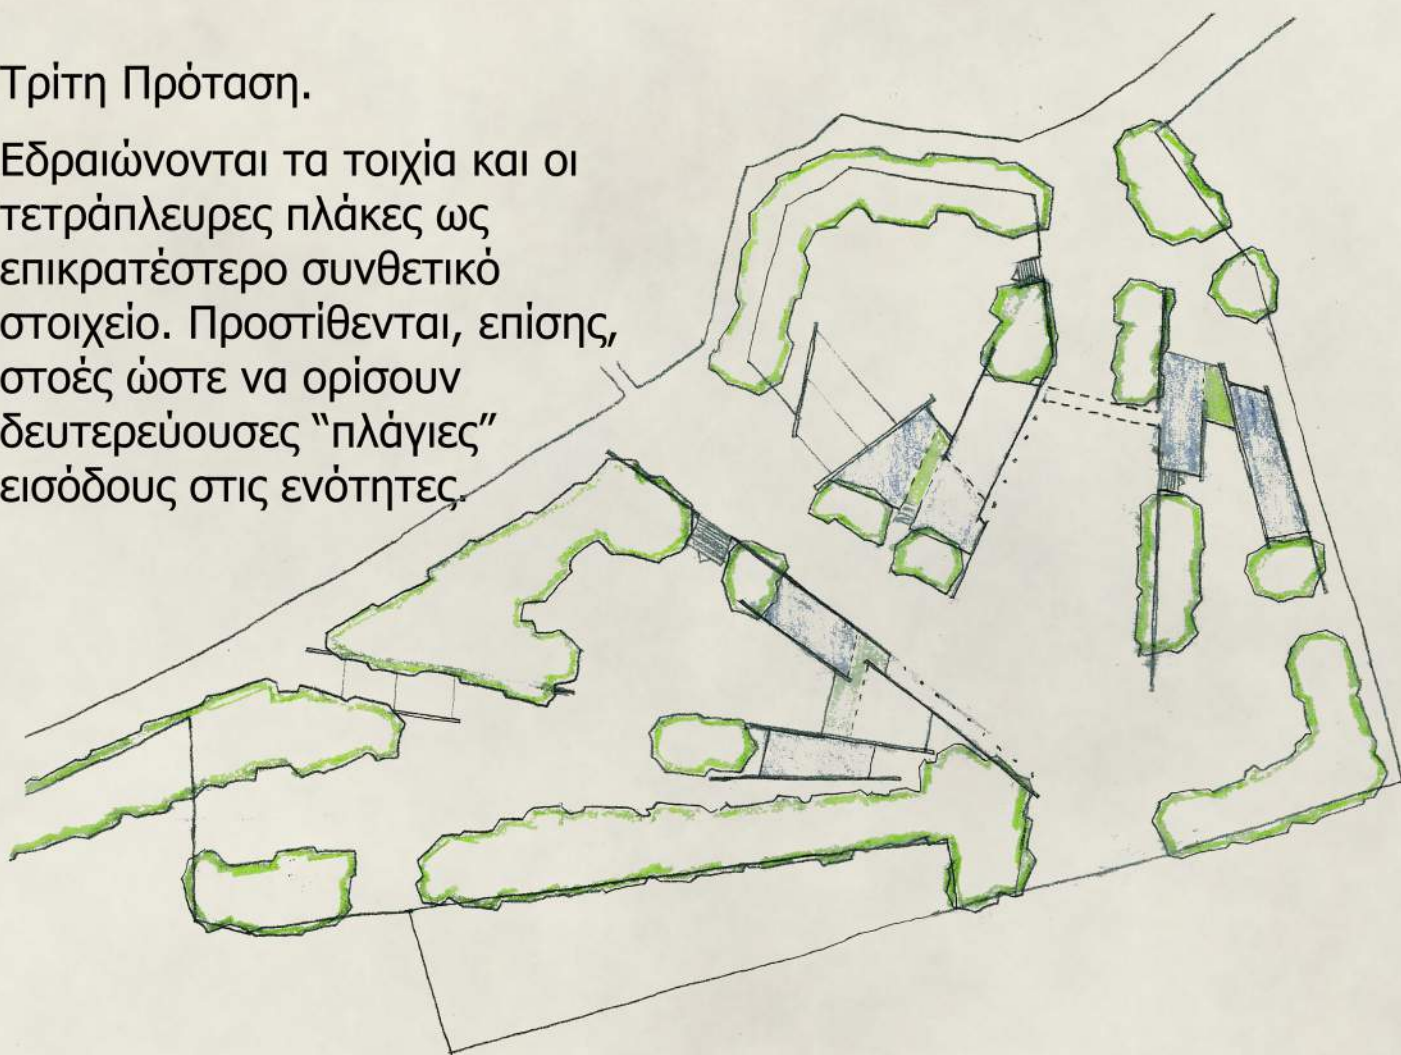 Τρίτη Πρόταση.
Εδραιώνονται τα τοιχία και οι
τετράπλευρες πλάκες ως
επικρατέστερο συνθετικό
στοιχείο. Προστίθενται, επίσης,
στοές ώστε να ορίσουν
δευτερεύουσες “πλάγιες”
εισόδους στις ενότητες.